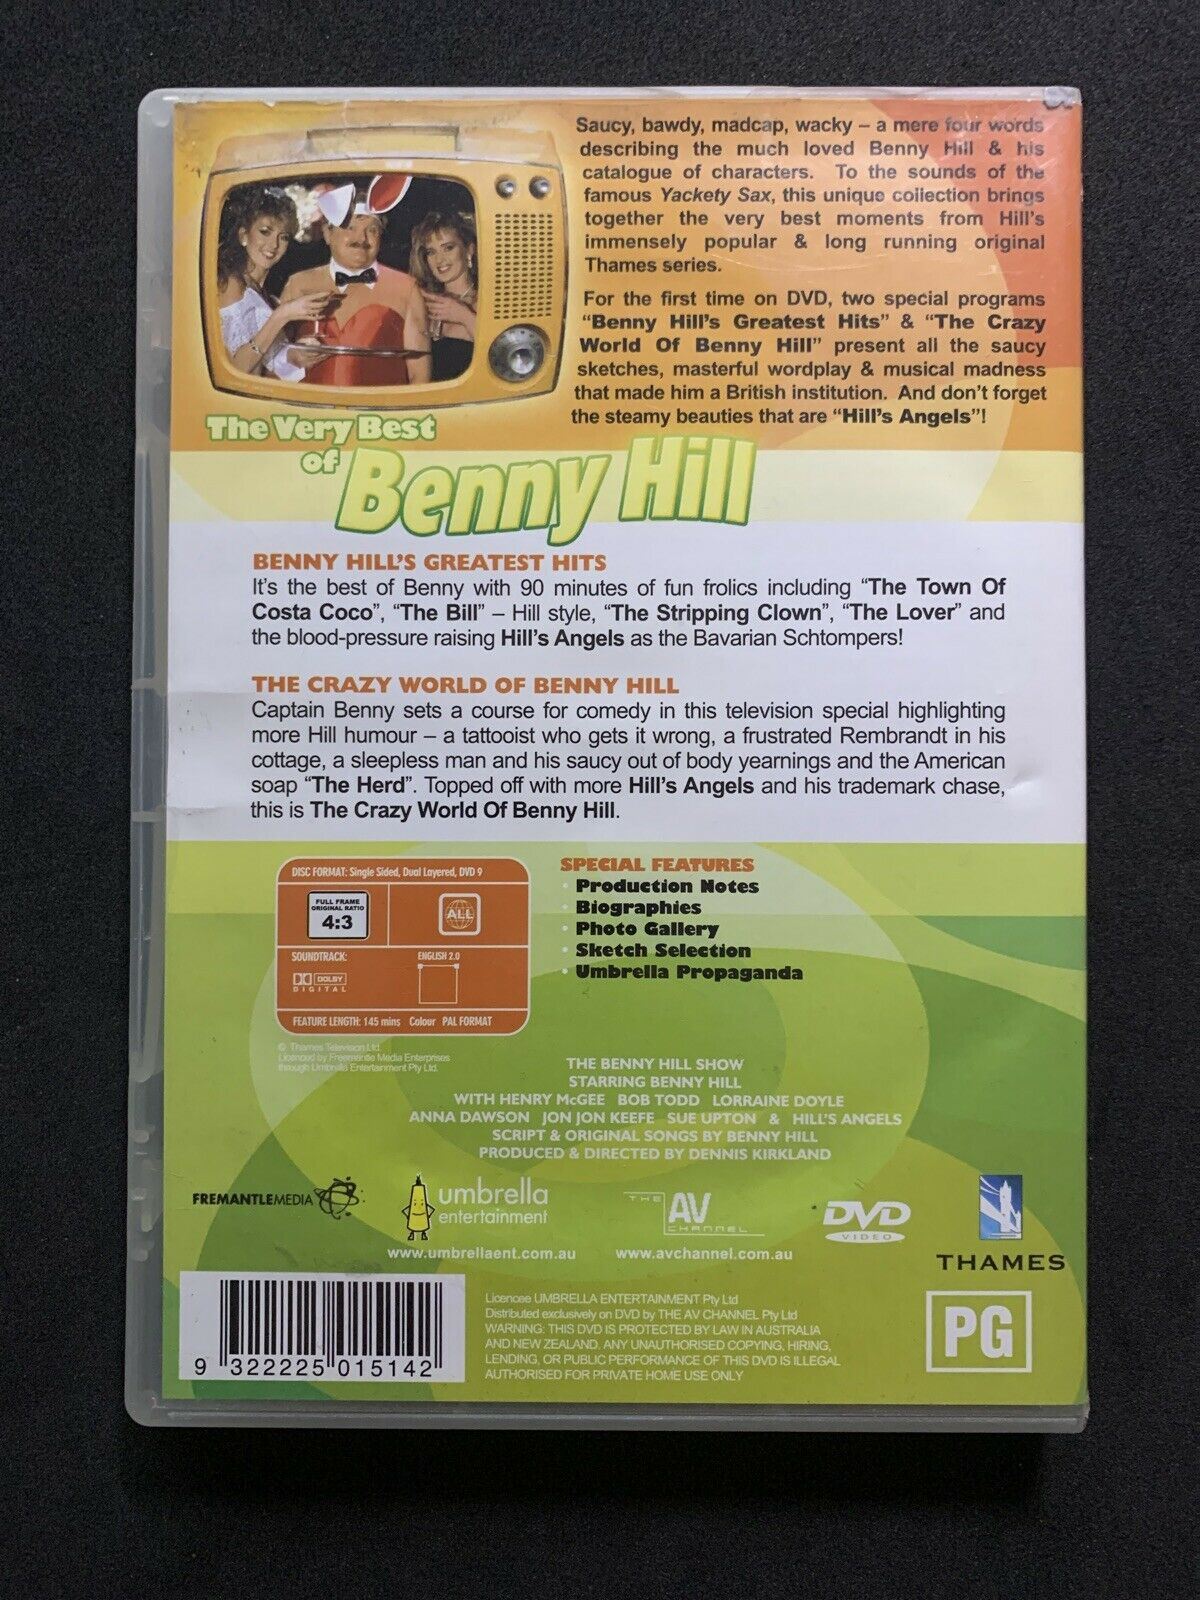 Saucy, bawdy, madcap, wacky – a mere four words
describing the much loved Benny Hill & his
catalogue of characters. To the sounds of the
famous Yackety Sax, this unique collection brings
together the very best moments from Hill's
immensely popular & long running original
Thames series.
For the first time on DVD, two special programs
“Benny Hill's Greatest Hits” & “The Crazy
World Of Benny Hill” present all the saucy
sketches, masterful wordplay & musical madness
that made him a British institution. And don't forget
the steamy beauties that are “Hill's Angels”!
The Very Best
of Benny Hill
BENNY HILL'S GREATEST HITS
It's the best of Benny with 90 minutes of fun frolics including “The Town Of
Costa Coco”, “The Bill” – Hill style, “The Stripping Clown”, “The Lover” and
the blood-pressure raising Hill's Angels as the Bavarian Schtompers!
THE CRAZY WORLD OF BENNY HILL
Captain Benny sets a course for comedy in this television special highlighting
more Hill humour – a tattooist who gets it wrong, a frustrated Rembrandt in his
cottage, a sleepless man and his saucy out of body yearnings and the American
soap “The Herd”. Topped off with more Hill's Angels and his trademark chase,
this is The Crazy World Of Benny Hill.
DISC FORMAT: Single Sided, Dual Layered, DVD 9
FULL FRAME
ORIGINAL RATIO
4:3
ALL
SOUNDTRACK:
ENGLISH 2.0
DOLBY
DIGITAL
FEATURE LENGTH: 145 mins Colour PAL FORMAT
SPECIAL FEATURES
· Production Notes
· Biographies
· Photo Gallery
· Sketch Selection
· Umbrella Propaganda
© Thames Television Ltd.
Licenced by Freemantle Media Enterprises
through Umbrella Entertainment Pty Ltd.
THE BENNY HILL SHOW
STARRING BENNY HILL
WITH HENRY McGEE BOB TODD LORRAINE DOYLE
ANNA DAWSON JON JON KEEFE SUE UPTON & HILL'S ANGELS
SCRIPT & ORIGINAL SONGS BY BENNY HILL
PRODUCED & DIRECTED BY DENNIS KIRKLAND
FREMANTLEMEDIA
umbrella
entertainment
www.umbrellaent.com.au
THE
AV
CHANNEL
www.avchannel.com.au
DVD
VIDEO
THAMES
9 322225 015142
Licencee UMBRELLA ENTERTAINMENT Pty Ltd
Distributed exclusively on DVD by THE AV CHANNEL Pty Ltd
WARNING: THIS DVD IS PROTECTED BY LAW IN AUSTRALIA
AND NEW ZEALAND. ANY UNAUTHORISED COPYING, HIRING,
LENDING, OR PUBLIC PERFORMANCE OF THIS DVD IS ILLEGAL
AUTHORISED FOR PRIVATE HOME USE ONLY
PG